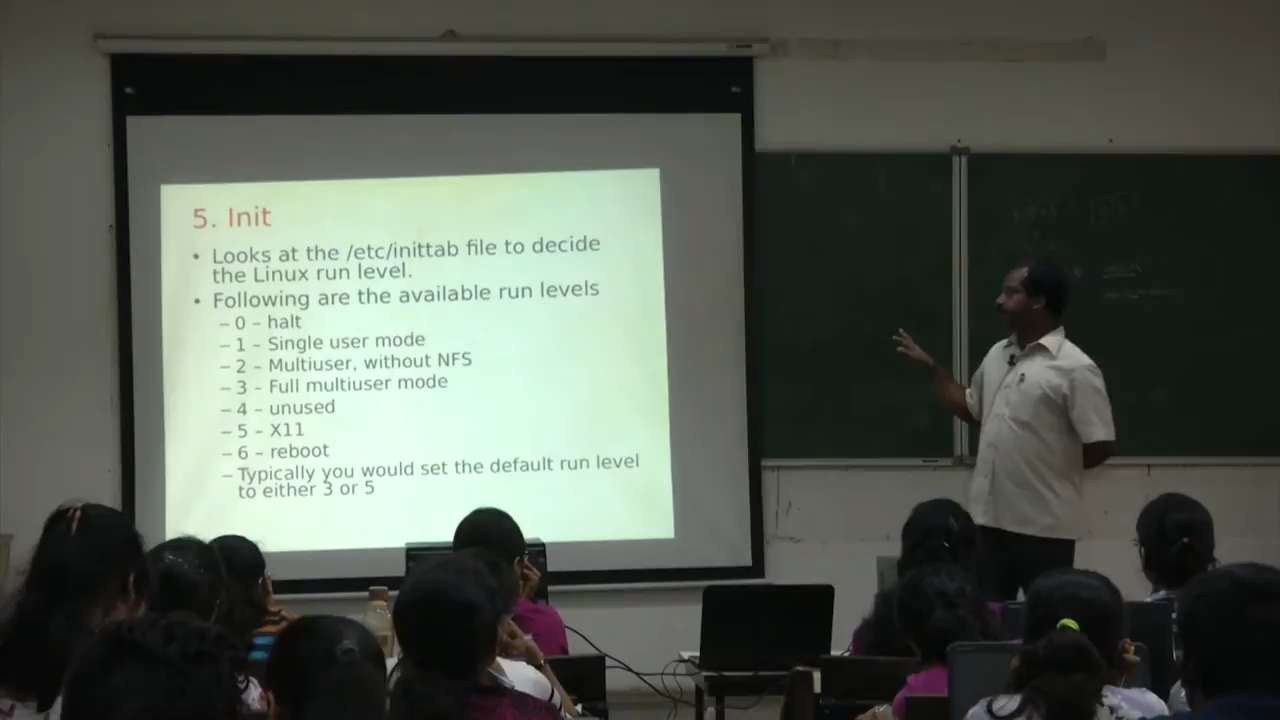 5. Init
• Looks at the /etc/inittab file to decide
the Linux run level.
• Following are the available run levels
– 0 – halt
– 1 – Single user mode
– 2 – Multiuser, without NFS
– 3 – Full multiuser mode
– 4 – unused
– 5 – X11
– 6 – reboot
– Typically you would set the default run level
to either 3 or 5